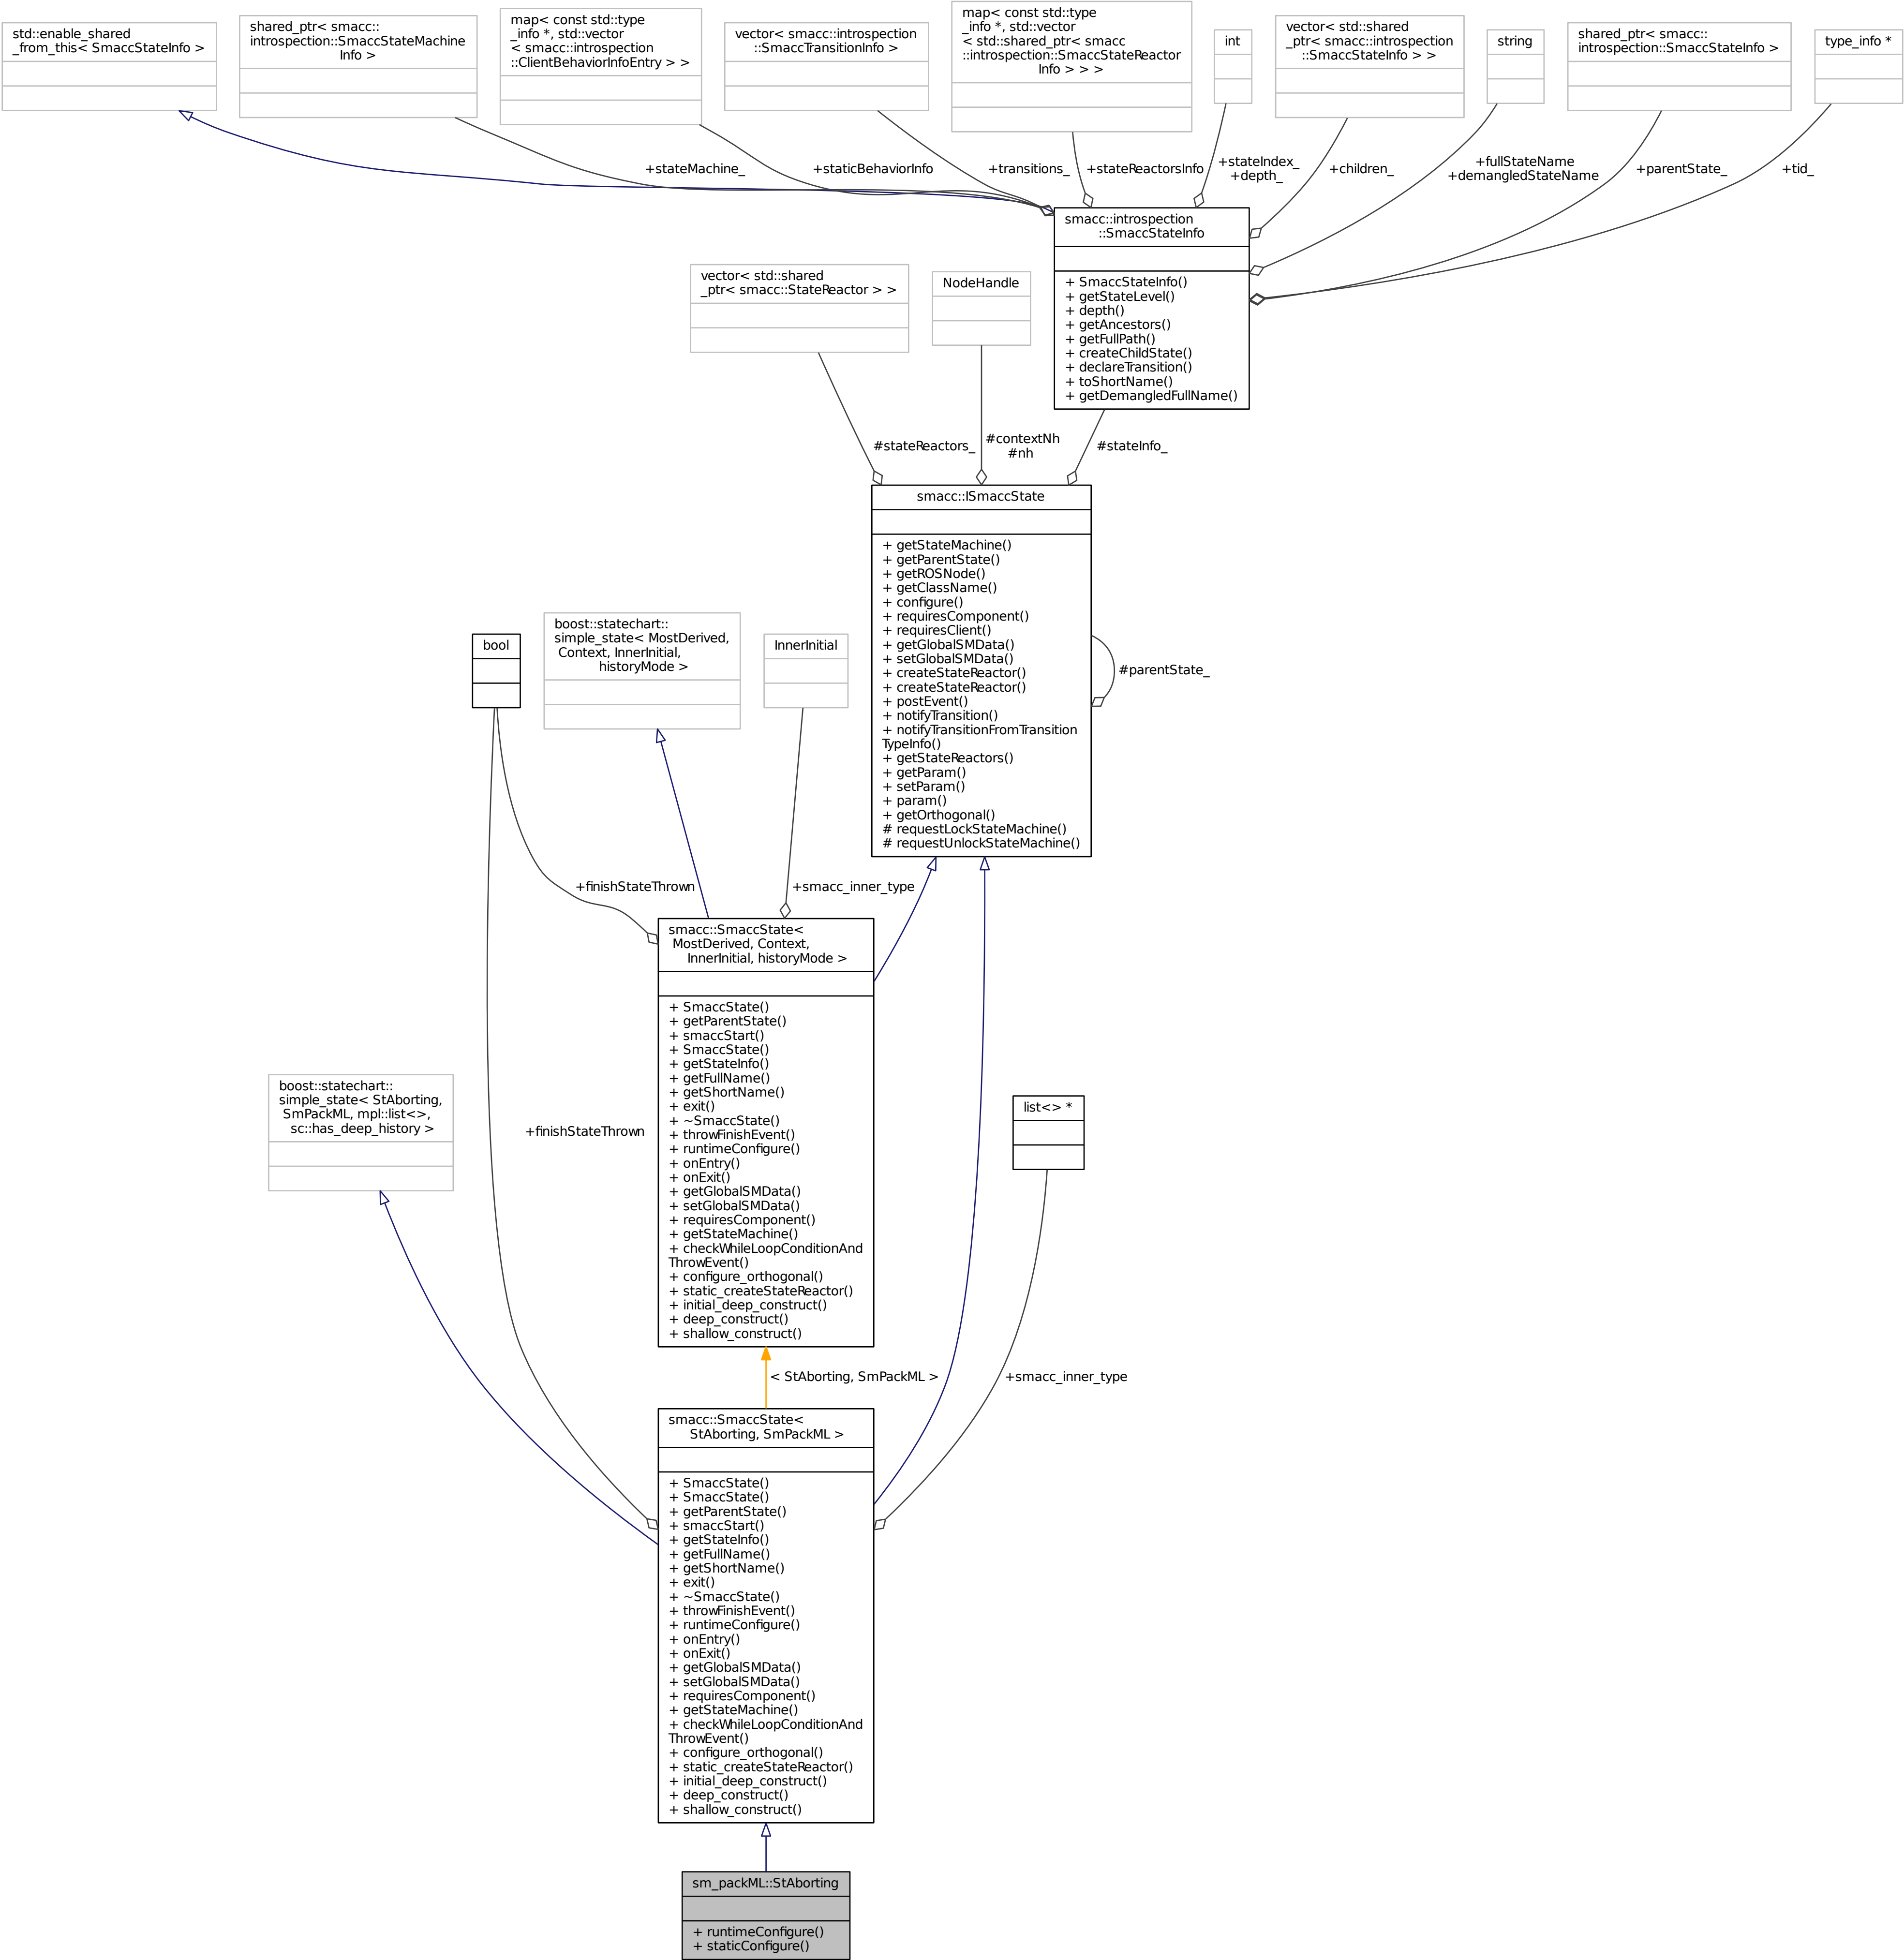 std::enable_shared
_from_this< SmaccStateInfo >
shared_ptr< smacc::
introspection::SmaccStateMachine
Info >
map< const std::type
_info *, std::vector
< smacc::introspection
::ClientBehaviorInfoEntry > >
vector< smacc::introspection
::SmaccTransitionInfo >
map< const std::type
_info *, std::vector
< std::shared_ptr< smacc
::introspection::SmaccStateReactor
Info > > >
int
vector< std::shared
_ptr< smacc::introspection
::SmaccStateInfo > >
string
shared_ptr< smacc::
introspection::SmaccStateInfo >
type_info *
+stateMachine_
+staticBehaviorInfo
+transitions_
+stateReactorsInfo
+stateIndex_
+depth_
+children_
+fullStateName
+demangledStateName
+parentState_
+tid_
smacc::introspection
::SmaccStateInfo
+ SmaccStateInfo()
+ getStateLevel()
+ depth()
+ getAncestors()
+ getFullPath()
+ createChildState()
+ declareTransition()
+ toShortName()
+ getDemangledFullName()
vector< std::shared
_ptr< smacc::StateReactor > >
NodeHandle
#stateReactors_
#contextNh
#nh
#stateInfo_
smacc::ISmaccState
+ getStateMachine()
+ getParentState()
+ getROSNode()
+ getClassName()
+ configure()
+ requiresComponent()
+ requiresClient()
+ getGlobalSMData()
+ setGlobalSMData()
+ createStateReactor()
+ createStateReactor()
+ postEvent()
+ notifyTransition()
+ notifyTransitionFromTransition
TypeInfo()
+ getStateReactors()
+ getParam()
+ setParam()
+ param()
+ getOrthogonal()
# requestLockStateMachine()
# requestUnlockStateMachine()
#parentState_
bool
boost::statechart::
simple_state< MostDerived,
Context, InnerInitial,
historyMode >
InnerInitial
+finishStateThrown
+smacc_inner_type
smacc::SmaccState<
MostDerived, Context,
InnerInitial, historyMode >
+ SmaccState()
+ getParentState()
+ smaccStart()
+ SmaccState()
+ getStateInfo()
+ getFullName()
+ getShortName()
+ exit()
+ ~SmaccState()
+ throwFinishEvent()
+ runtimeConfigure()
+ onEntry()
+ onExit()
+ getGlobalSMData()
+ setGlobalSMData()
+ requiresComponent()
+ getStateMachine()
+ checkWhileLoopConditionAnd
ThrowEvent()
+ configure_orthogonal()
+ static_createStateReactor()
+ initial_deep_construct()
+ deep_construct()
+ shallow_construct()
boost::statechart::
simple_state< StAborting,
SmPackML, mpl::list<>,
sc::has_deep_history >
+finishStateThrown
list<> *
< StAborting, SmPackML >
+smacc_inner_type
smacc::SmaccState<
StAborting, SmPackML >
+ SmaccState()
+ SmaccState()
+ getParentState()
+ smaccStart()
+ getStateInfo()
+ getFullName()
+ getShortName()
+ exit()
+ ~SmaccState()
+ throwFinishEvent()
+ runtimeConfigure()
+ onEntry()
+ onExit()
+ getGlobalSMData()
+ setGlobalSMData()
+ requiresComponent()
+ getStateMachine()
+ checkWhileLoopConditionAnd
ThrowEvent()
+ configure_orthogonal()
+ static_createStateReactor()
+ initial_deep_construct()
+ deep_construct()
+ shallow_construct()
sm_packML::StAborting
+ runtimeConfigure()
+ staticConfigure()